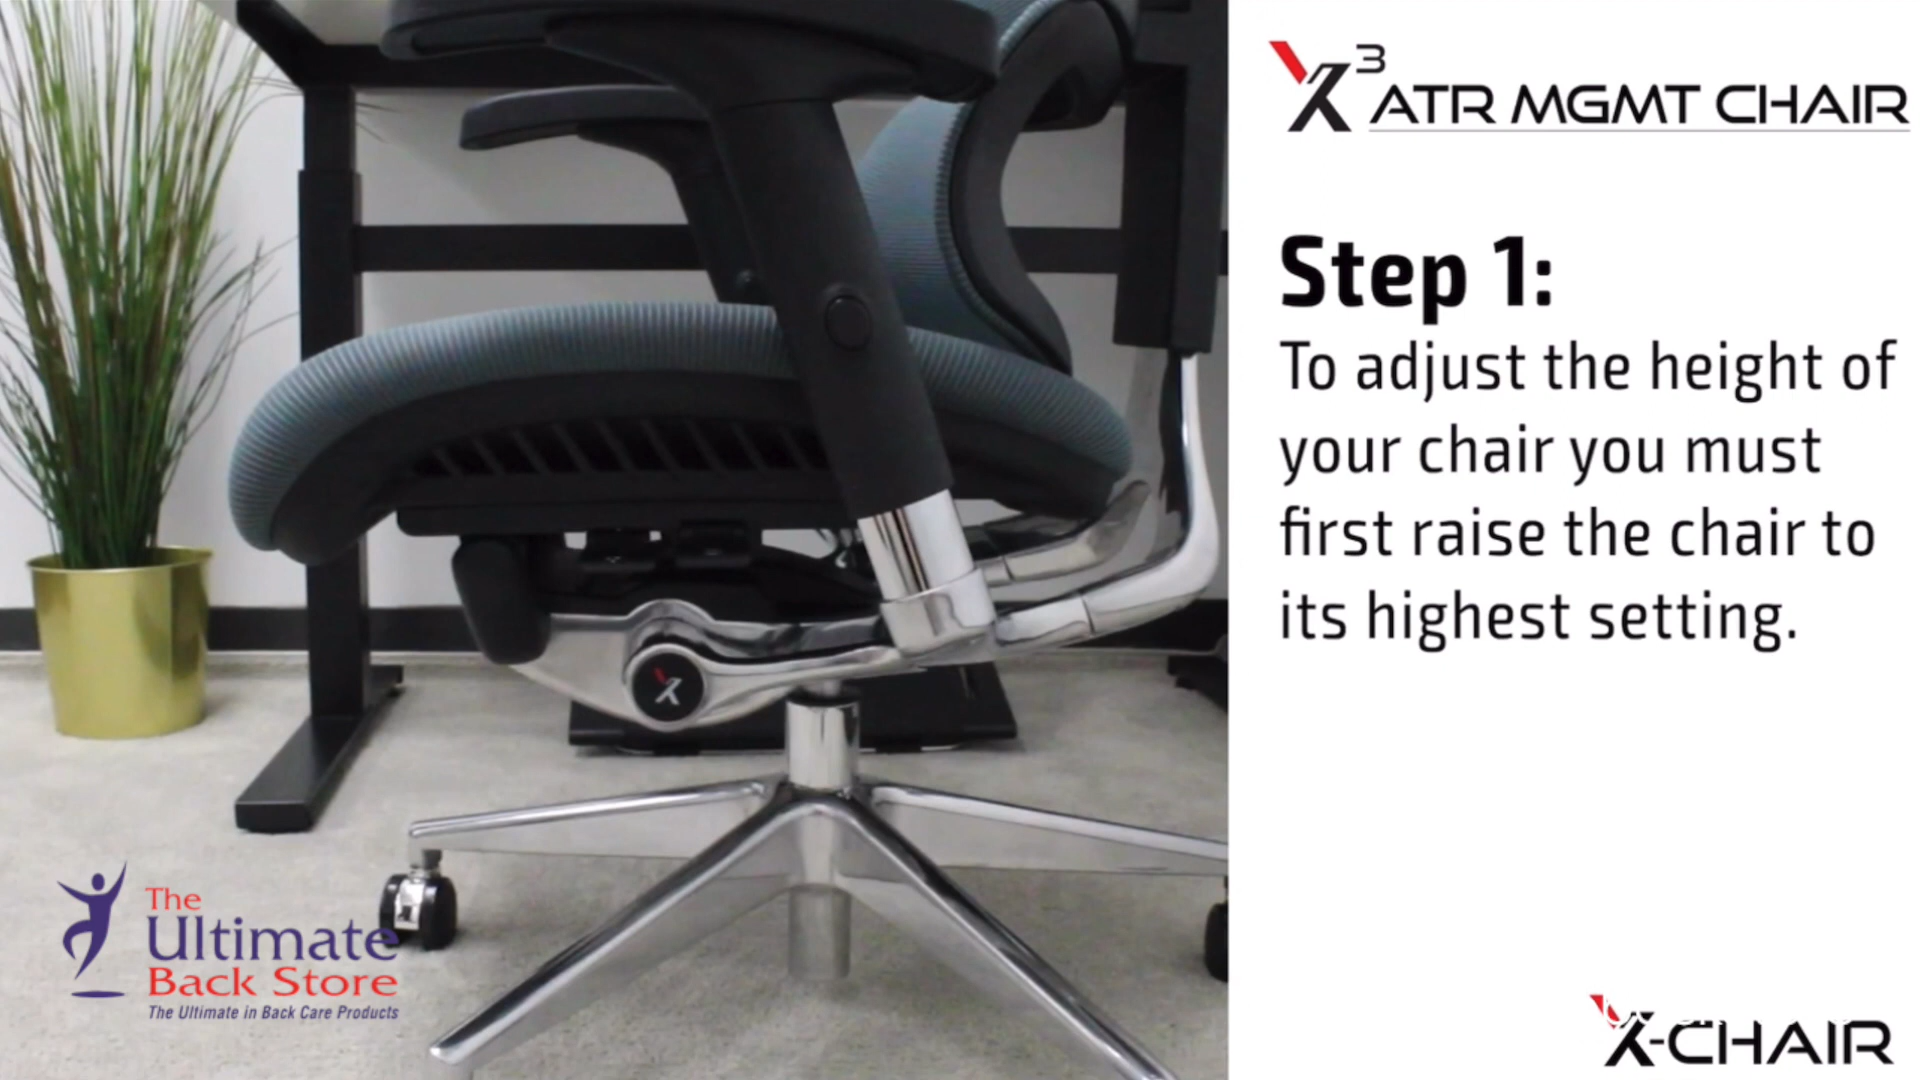 X³ ATR MGMT CHAIR
Step 1:
To adjust the height of
your chair you must
first raise the chair to
its highest setting.
The
Ultimate
Back Store
The Ultimate in Back Care Products
X-CHAIR